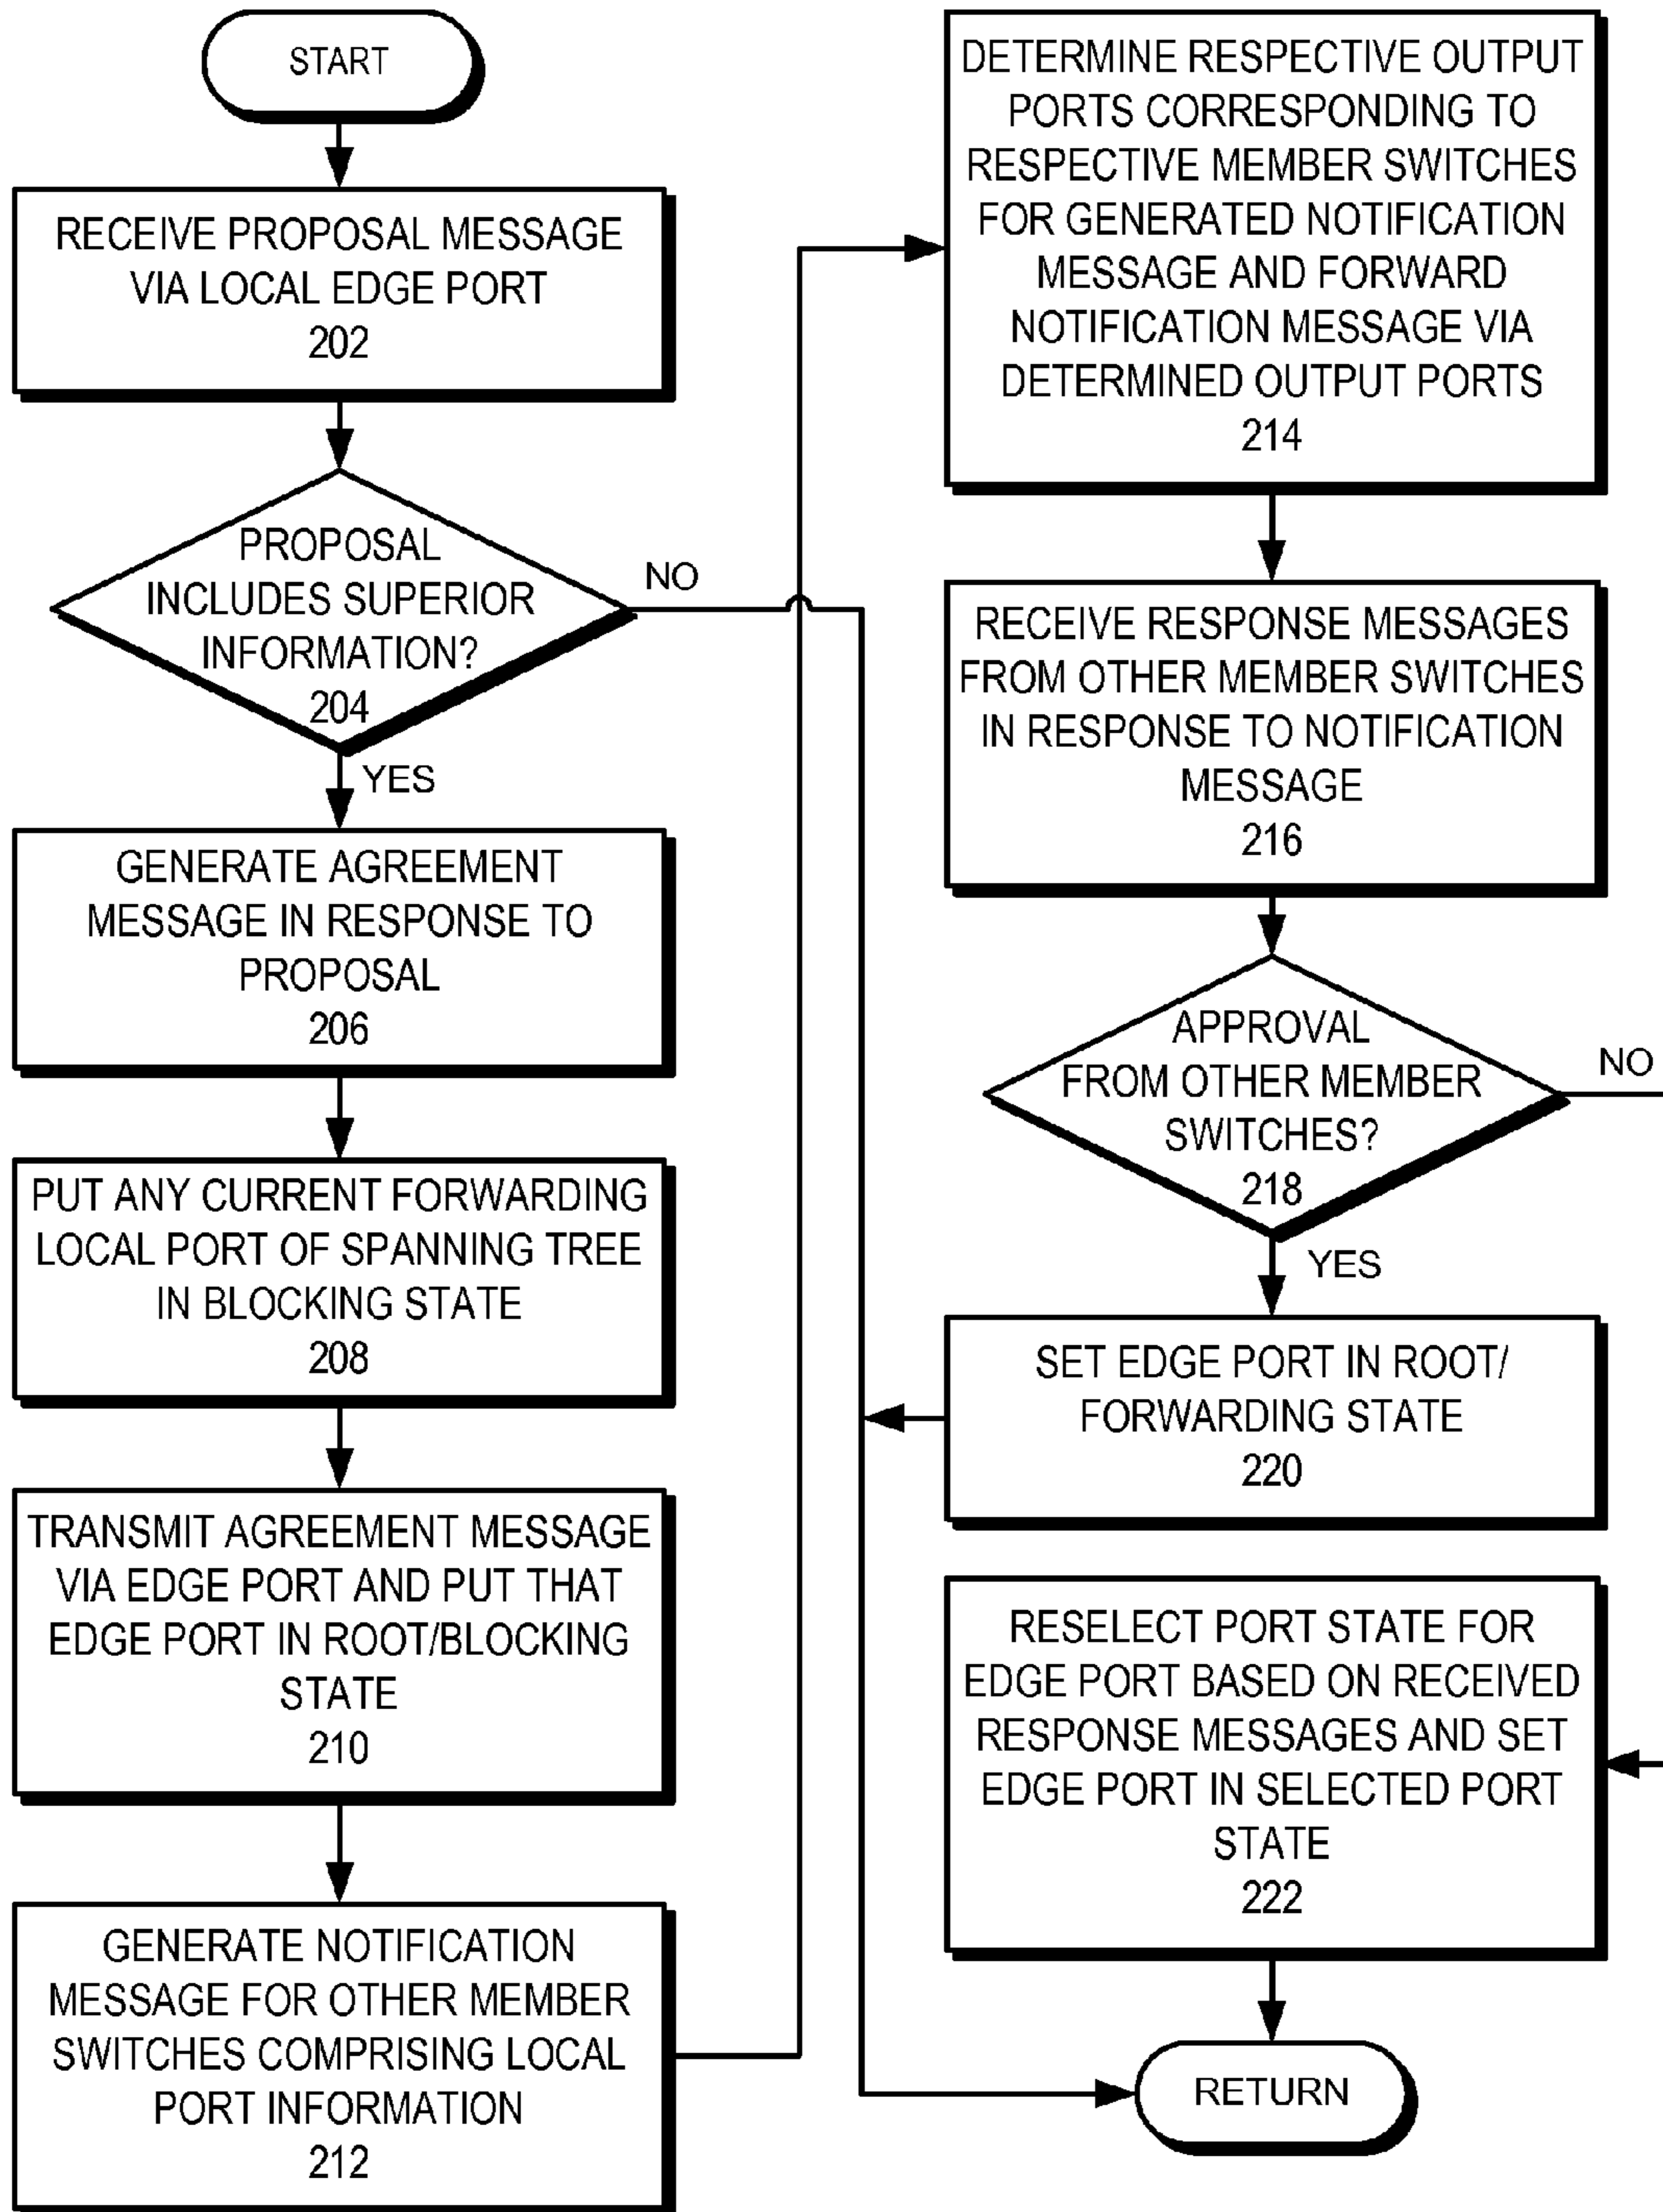 START
RECEIVE PROPOSAL MESSAGE
VIA LOCAL EDGE PORT
202
PROPOSAL
INCLUDES SUPERIOR
INFORMATION?
204
NO
YES
GENERATE AGREEMENT
MESSAGE IN RESPONSE TO
PROPOSAL
206
PUT ANY CURRENT FORWARDING
LOCAL PORT OF SPANNING TREE
IN BLOCKING STATE
208
TRANSMIT AGREEMENT MESSAGE
VIA EDGE PORT AND PUT THAT
EDGE PORT IN ROOT/BLOCKING
STATE
210
GENERATE NOTIFICATION
MESSAGE FOR OTHER MEMBER
SWITCHES COMPRISING LOCAL
PORT INFORMATION
212
DETERMINE RESPECTIVE OUTPUT
PORTS CORRESPONDING TO
RESPECTIVE MEMBER SWITCHES
FOR GENERATED NOTIFICATION
MESSAGE AND FORWARD
NOTIFICATION MESSAGE VIA
DETERMINED OUTPUT PORTS
214
RECEIVE RESPONSE MESSAGES
FROM OTHER MEMBER SWITCHES
IN RESPONSE TO NOTIFICATION
MESSAGE
216
APPROVAL
FROM OTHER MEMBER
SWITCHES?
218
NO
YES
SET EDGE PORT IN ROOT/
FORWARDING STATE
220
RESELECT PORT STATE FOR
EDGE PORT BASED ON RECEIVED
RESPONSE MESSAGES AND SET
EDGE PORT IN SELECTED PORT
STATE
222
RETURN